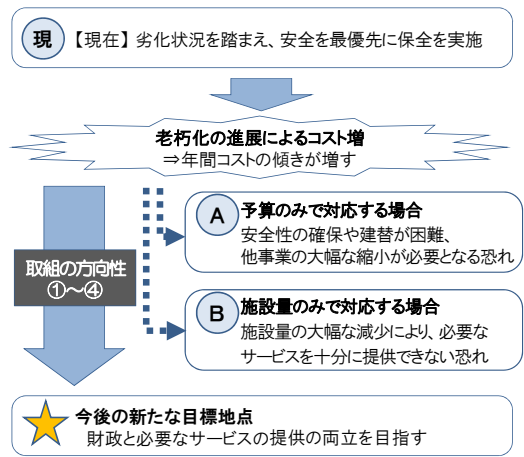 現 【現在】 劣化状況を踏まえ、安全を最優先に保全を実施
老朽化の進展によるコスト増
⇒年間コストの傾きが増す
取組の方向性
①～④
A 予算のみで対応する場合
安全性の確保や建替が困難、
他事業の大幅な縮小が必要となる恐れ
B 施設量のみで対応する場合
施設量の大幅な減少により、必要な
サービスを十分に提供できない恐れ
今後の新たな目標地点
財政と必要なサービスの提供の両立を目指す